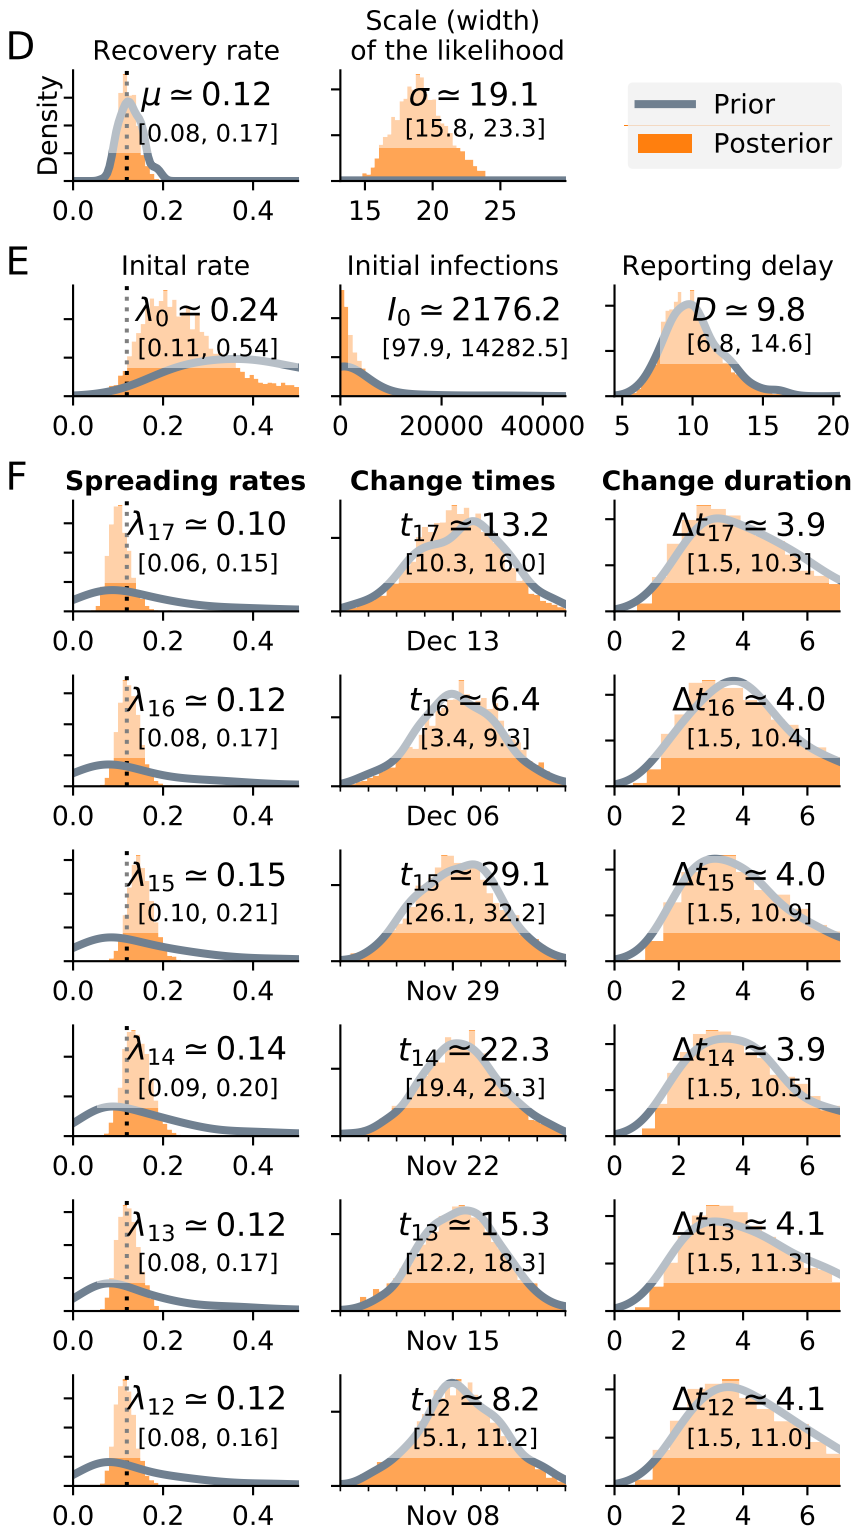 D
Recovery rate
Density
μ ≃ 0.12
[0.08, 0.17]
0.0 0.2 0.4
Scale (width)
of the likelihood
σ ≃ 19.1
[15.8, 23.3]
15 20 25
Prior
Posterior
E
Inital rate
λ0 ≃ 0.24
[0.11, 0.54]
0.0 0.2 0.4
Initial infections
I0 ≃ 2176.2
[97.9, 14282.5]
0 20000 40000
Reporting delay
D ≃ 9.8
[6.8, 14.6]
5 10 15 20
F
Spreading rates Change times Change duration
λ17 ≃ 0.10
[0.06, 0.15]
0.0 0.2 0.4
t17 ≃ 13.2
[10.3, 16.0]
Dec 13
Δt17 ≃ 3.9
[1.5, 10.3]
0 2 4 6
λ16 ≃ 0.12
[0.08, 0.17]
0.0 0.2 0.4
t16 ≃ 6.4
[3.4, 9.3]
Dec 06
Δt16 ≃ 4.0
[1.5, 10.4]
0 2 4 6
λ15 ≃ 0.15
[0.10, 0.21]
0.0 0.2 0.4
t15 ≃ 29.1
[26.1, 32.2]
Nov 29
Δt15 ≃ 4.0
[1.5, 10.9]
0 2 4 6
λ14 ≃ 0.14
[0.09, 0.20]
0.0 0.2 0.4
t14 ≃ 22.3
[19.4, 25.3]
Nov 22
Δt14 ≃ 3.9
[1.5, 10.5]
0 2 4 6
λ13 ≃ 0.12
[0.08, 0.17]
0.0 0.2 0.4
t13 ≃ 15.3
[12.2, 18.3]
Nov 15
Δt13 ≃ 4.1
[1.5, 11.3]
0 2 4 6
λ12 ≃ 0.12
[0.08, 0.16]
0.0 0.2 0.4
t12 ≃ 8.2
[5.1, 11.2]
Nov 08
Δt12 ≃ 4.1
[1.5, 11.0]
0 2 4 6